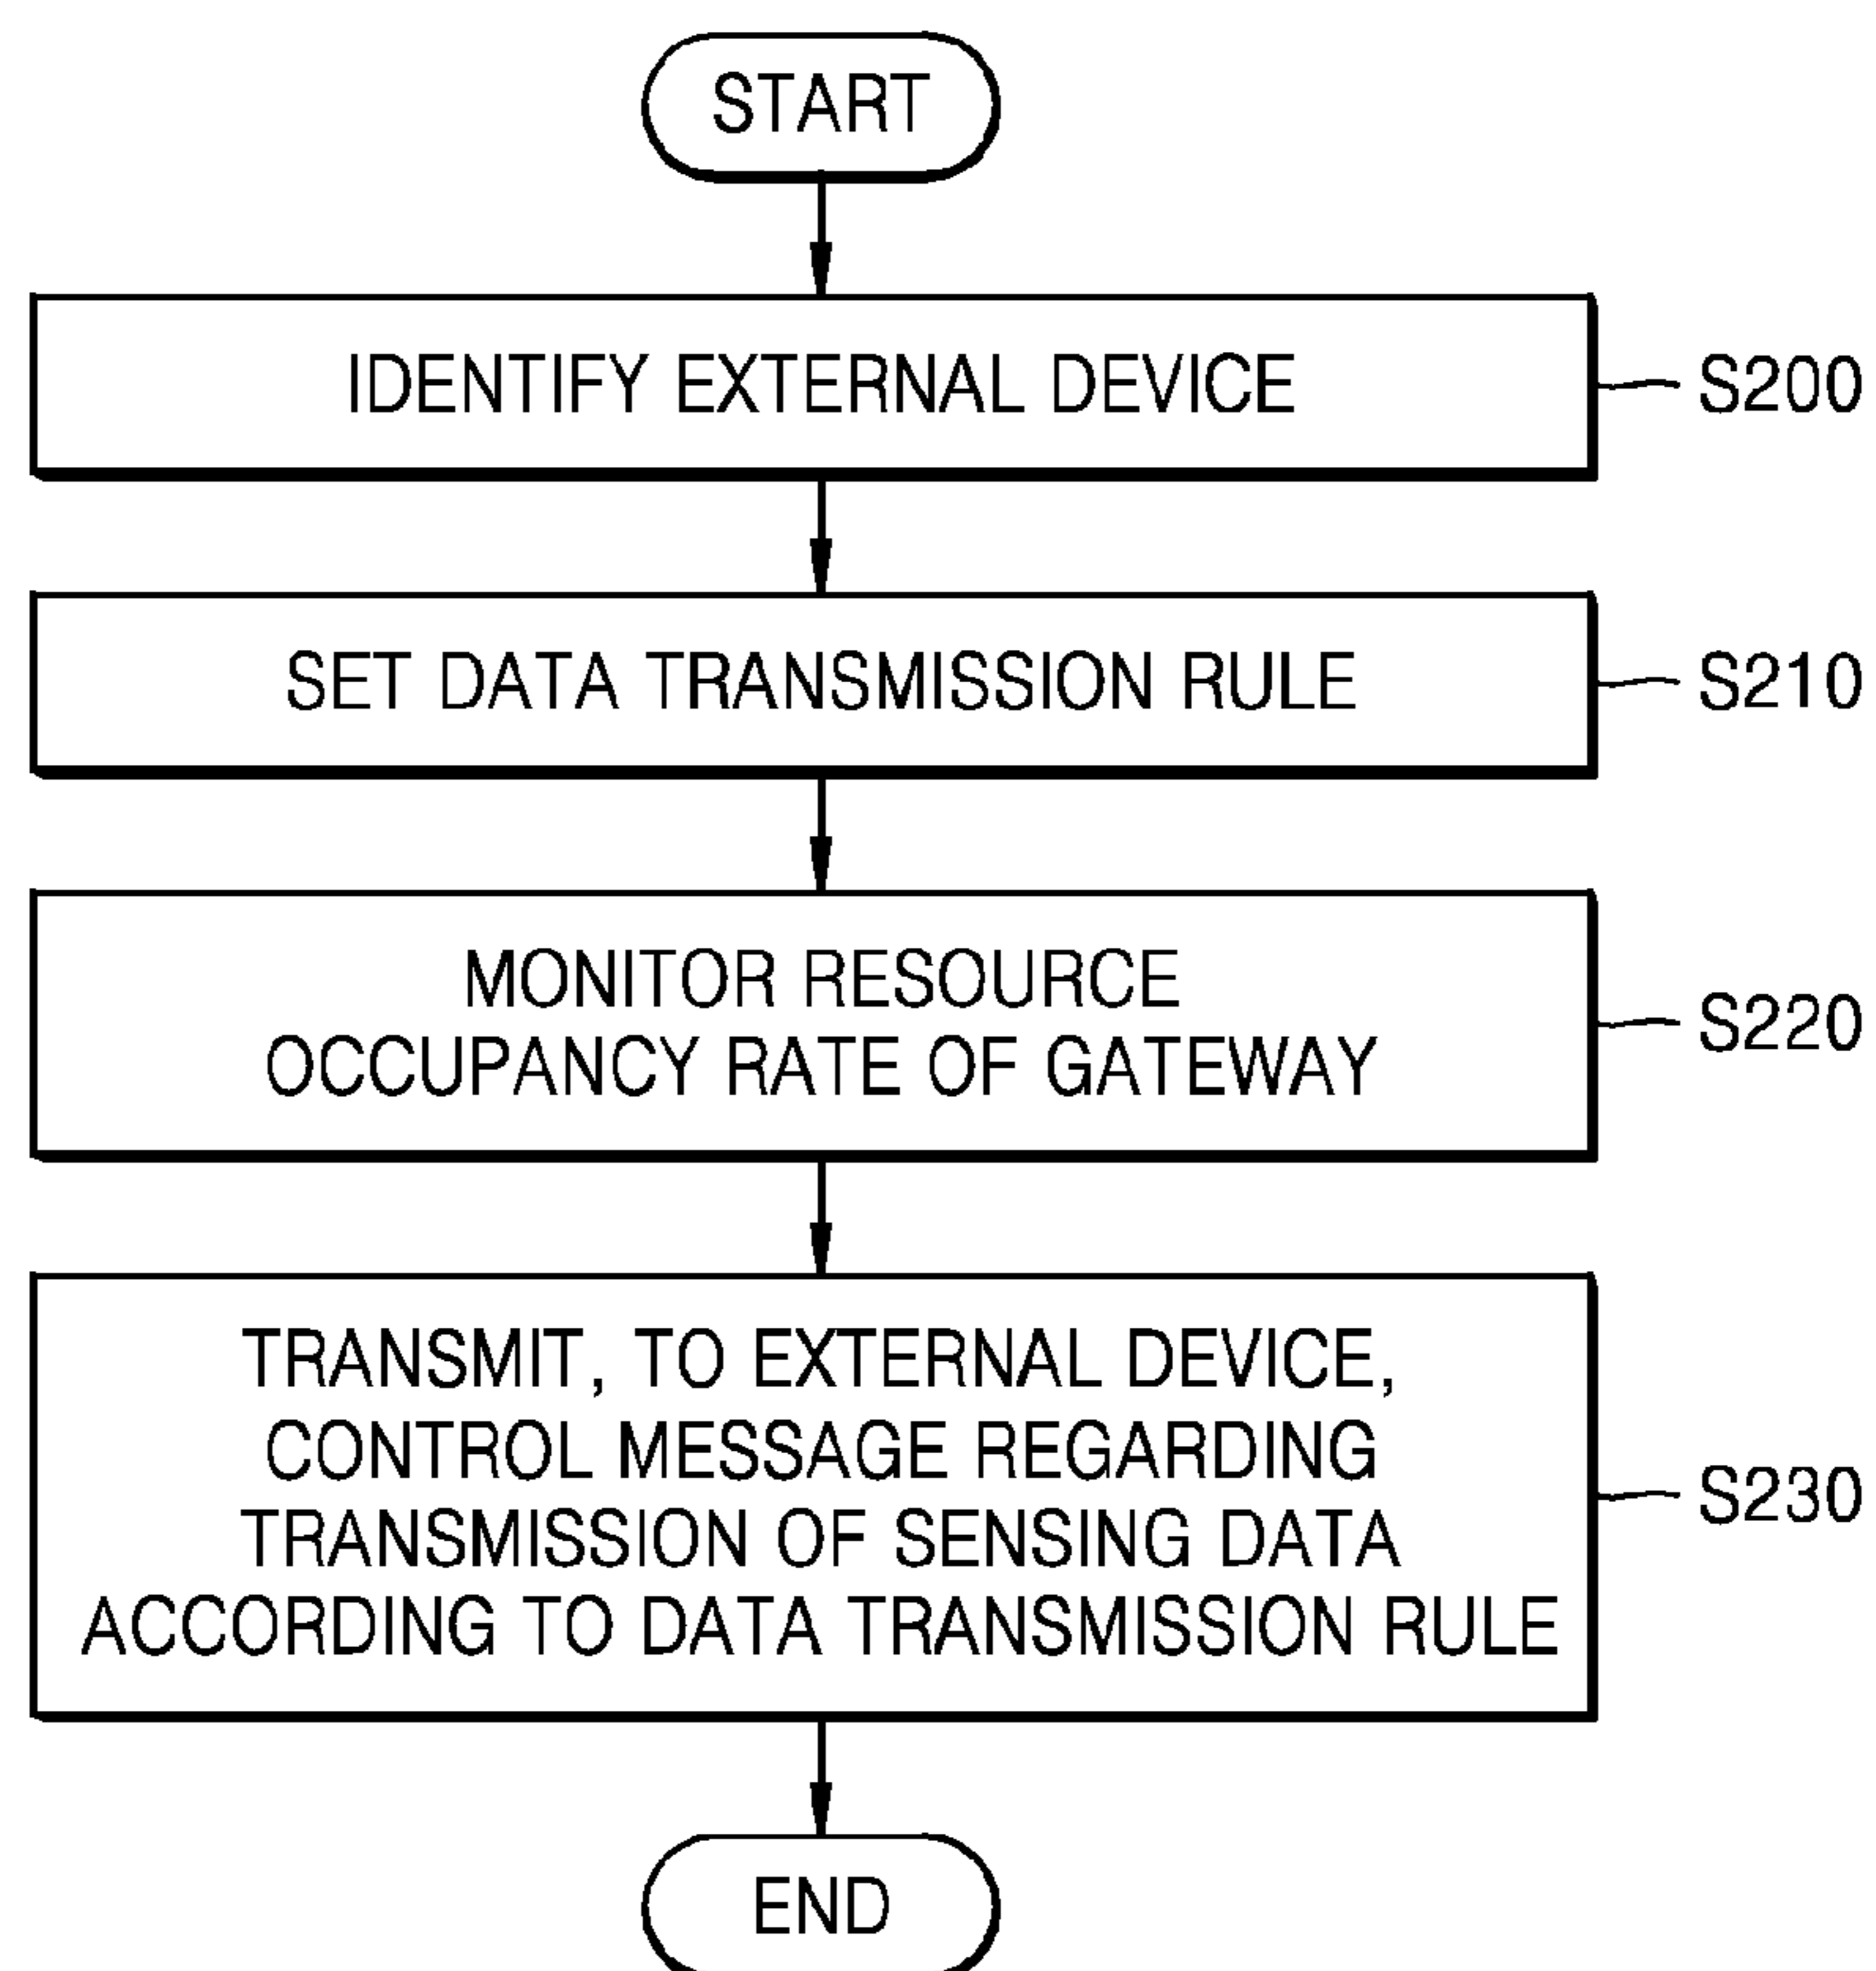 START
IDENTIFY EXTERNAL DEVICE
S200
SET DATA TRANSMISSION RULE
S210
MONITOR RESOURCE
OCCUPANCY RATE OF GATEWAY
S220
TRANSMIT, TO EXTERNAL DEVICE,
CONTROL MESSAGE REGARDING
TRANSMISSION OF SENSING DATA
ACCORDING TO DATA TRANSMISSION RULE
S230
END